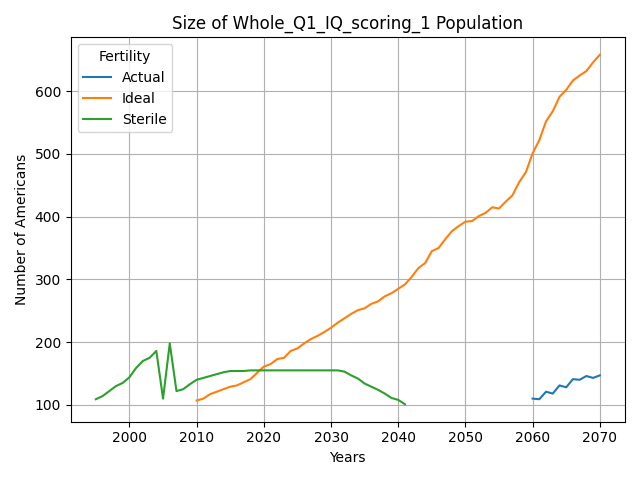 Size of Whole_Q1_IQ_scoring_1 Population
Fertility
Actual
Ideal
Sterile
Number of Americans
600
500
400
300
200
100
2000 2010 2020 2030 2040 2050 2060 2070
Years